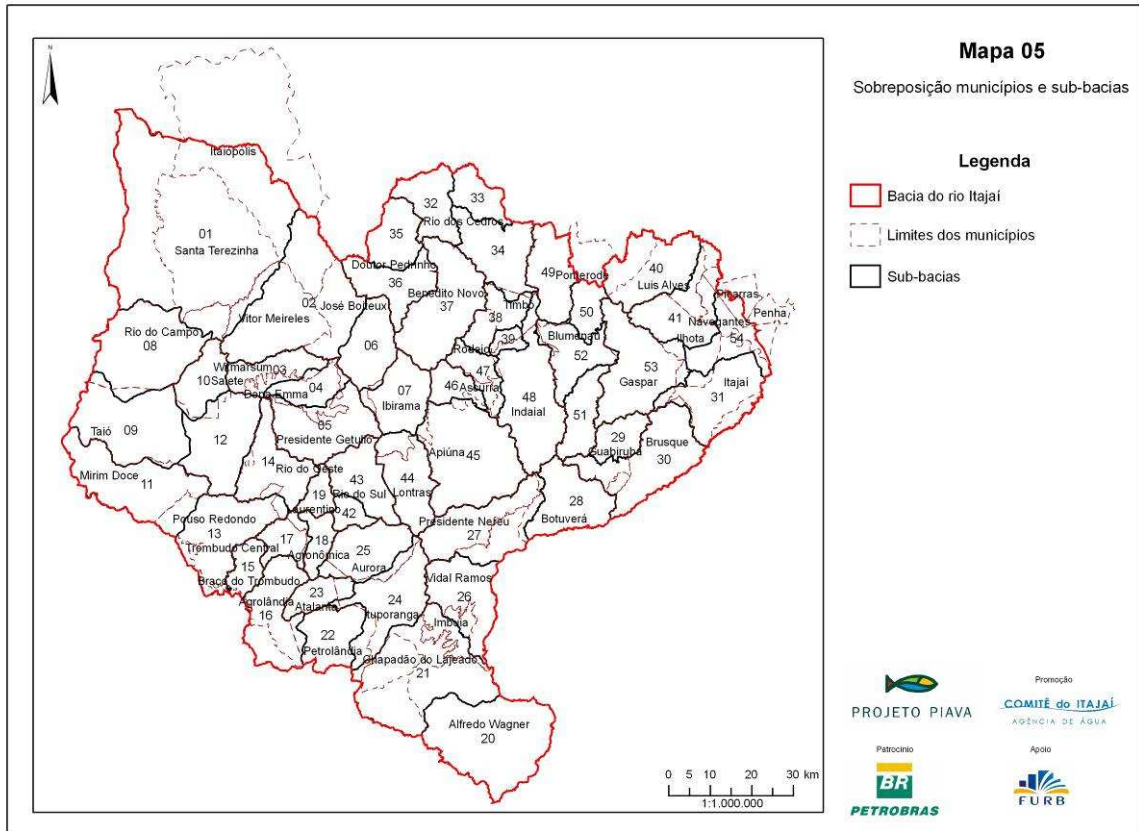 Mapa 05
Sobreposição municípios e sub-bacias
Legenda
Bacia do rio Itajaí
Limites dos municípios
Sub-bacias
N
Itaiópolis
01
Santa Terezinha
32
33
Rio dos Cedros
35
34
Doutor Pedrinho
36
49
Pomerode
40
Luis Alves
02
José Boiteux
Benedito Novo
37
Timbó
50
41
Ilhota
Piçarras
Penha
Navegantes
54
Vitor Meireles
38
Rio do Campo
08
06
39
Blumenau
52
Rodeio
Witmarsum
03
10
Salete
04
Dona Emma
07
Ibirama
47
46
Ascurra
48
Indaial
53
Gaspar
Itajaí
31
05
Presidente Getulio
51
29
Guabiruba
Brusque
30
Taió
09
12
Apiúna
45
Mirim Doce
11
14
Rio do Oeste
43
Rio do Sul
44
Lontras
19
Laurentino
42
28
Botuverá
Pouso Redondo
13
Presidente Nereu
27
Trombudo Central
17
18
Agronômica
25
Aurora
15
Braço do Trombudo
Vidal Ramos
26
Agrolândia
16
23
Atalanta
24
Ituporanga
Imbuia
22
Petrolândia
Chapadão do Lajeado
21
Alfredo Wagner
20
0 5 10 20 30 km
1:1.000.000
PROJETO PIAVA
Promoção
COMITÊ do ITAJAÍ
AGÊNCIA DE ÁGUA
Patrocinio
BR
PETROBRAS
Apoio
FURB